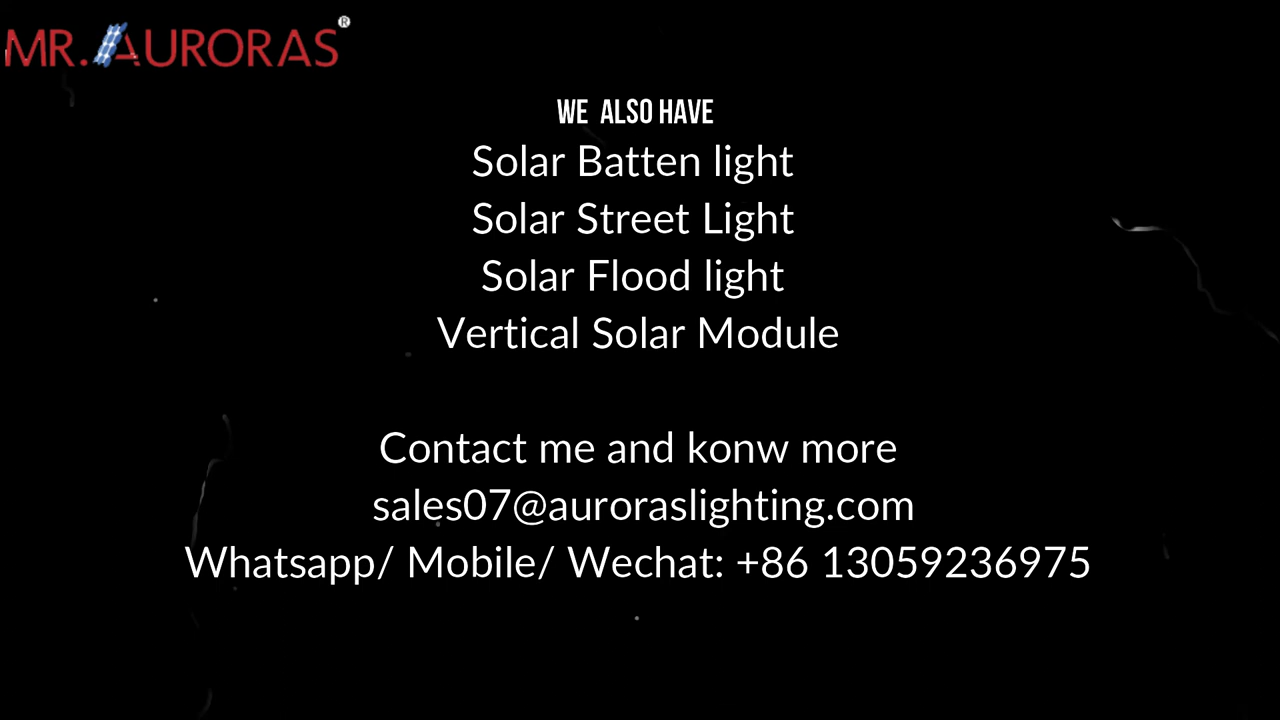 MR. AURORAS®
WE ALSO HAVE
Solar Batten light
Solar Street Light
Solar Flood light
Vertical Solar Module
Contact me and konw more
sales07@auroraslighting.com
Whatsapp/ Mobile/ Wechat: +86 13059236975